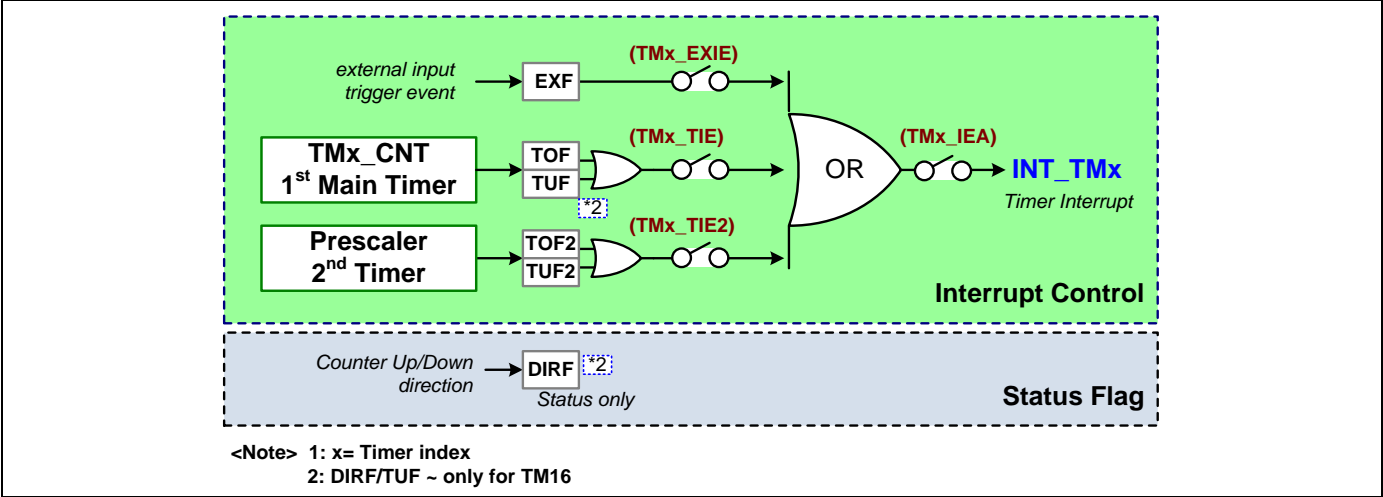 (TMx_EXIE)
external input
trigger event
EXF
TMx_CNT
1st Main Timer
TOF
TUF
*2
(TMx_TIE)
OR
(TMx_IEA)
INT_TMx
Timer Interrupt
Prescaler
2nd Timer
TOF2
TUF2
(TMx_TIE2)
Interrupt Control
Counter Up/Down
direction
DIRF
*2
Status only
Status Flag
<Note> 1: x= Timer index
2: DIRF/TUF ~ only for TM16